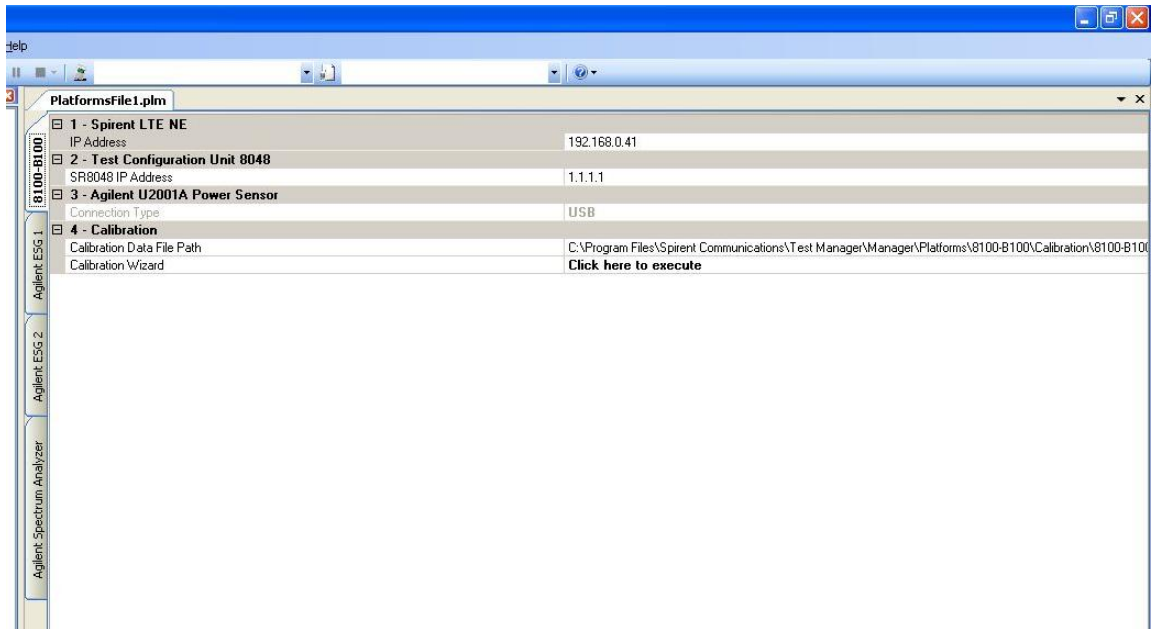 Help
PlatformsFile1.plm
8100-B100
Agilent ESG 1
Agilent ESG 2
Agilent Spectrum Analyzer
1 - Spirent LTE NE
IP Address 192.168.0.41
2 - Test Configuration Unit 8048
SR8048 IP Address 1.1.1.1
3 - Agilent U2001A Power Sensor
Connection Type USB
4 - Calibration
Calibration Data File Path C:\Program Files\Spirent Communications\Test Manager\Manager\Platforms\8100-B100\Calibration\8100-B100
Calibration Wizard Click here to execute